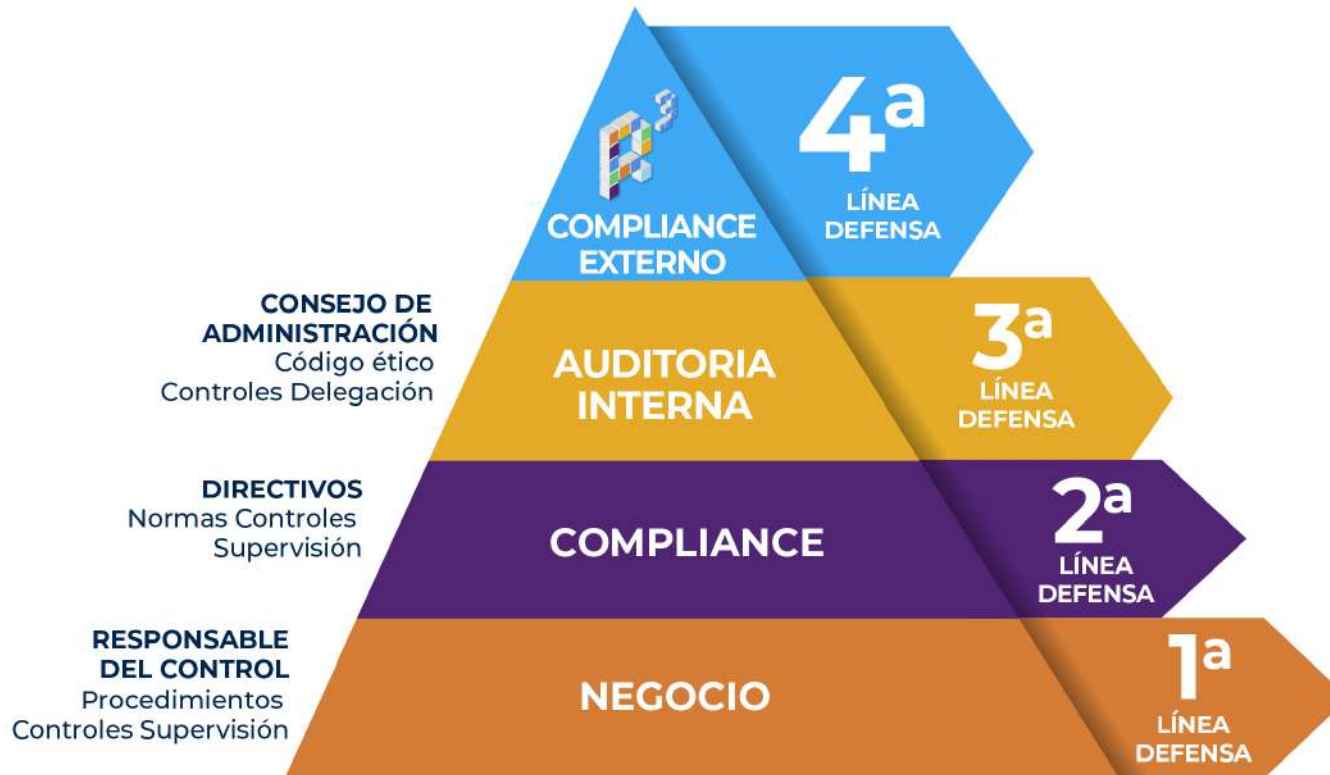 R3
COMPLIANCE
EXTERNO
4ª
LÍNEA
DEFENSA
CONSEJO DE
ADMINISTRACIÓN
Código ético
Controles Delegación
AUDITORIA
INTERNA
3ª
LÍNEA
DEFENSA
DIRECTIVOS
Normas Controles
Supervisión
COMPLIANCE
2ª
LÍNEA
DEFENSA
RESPONSABLE
DEL CONTROL
Procedimientos
Controles Supervisión
NEGOCIO
1ª
LÍNEA
DEFENSA